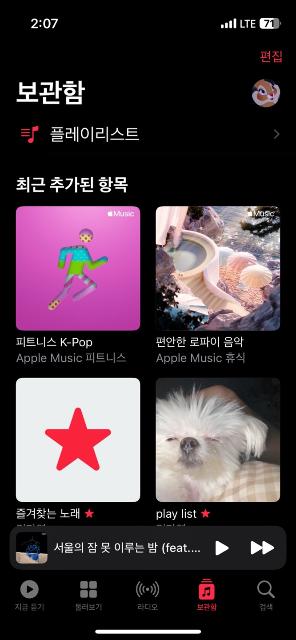 2:07
LTE 71
편집
보관함
플레이리스트
최근 추가된 항목
Music
Music
피트니스 K-Pop
편안한 로파이 음악
Apple Music 피트니스
Apple Music 휴식
즐겨찾는 노래
play list
서울의 잠 못 이루는 밤 (feat....
지금 듣기
둘러보기
라디오
보관함
검색